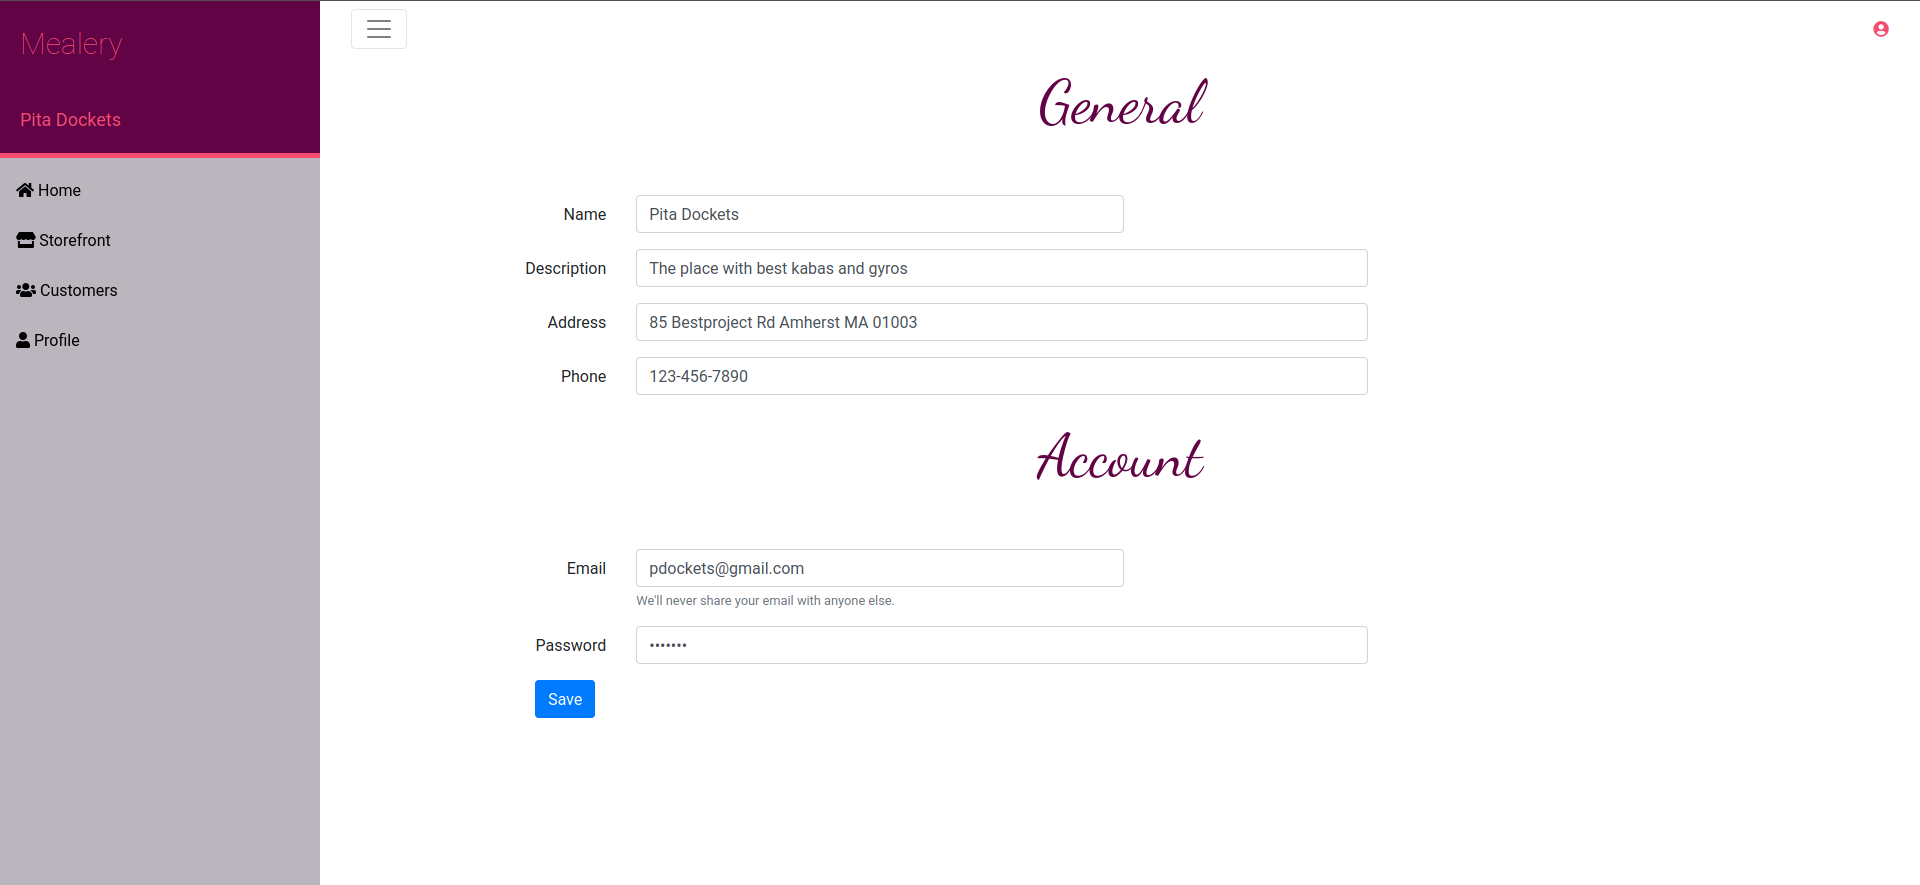 Mealery
Pita Dockets
Home
Storefront
Customers
Profile
General
Name Pita Dockets
Description The place with best kabas and gyros
Address 85 Bestproject Rd Amherst MA 01003
Phone 123-456-7890
Account
Email pdockets@gmail.com
We'll never share your email with anyone else.
Password •••••••
Save